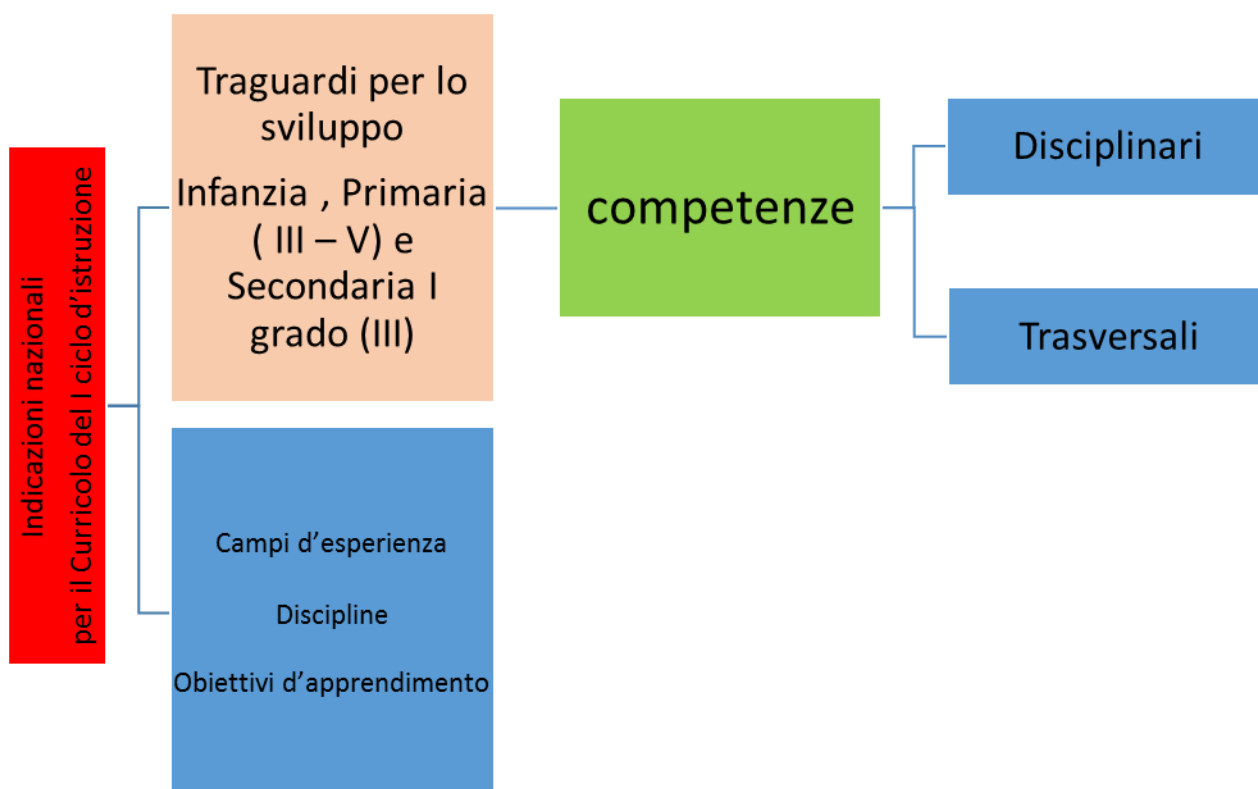 Indicazioni nazionali
per il Curricolo del I ciclo d’istruzione
Traguardi per lo
sviluppo
Infanzia , Primaria
( III – V) e
Secondaria I
grado (III)
Campi d’esperienza
Discipline
Obiettivi d’apprendimento
competenze
Disciplinari
Trasversali